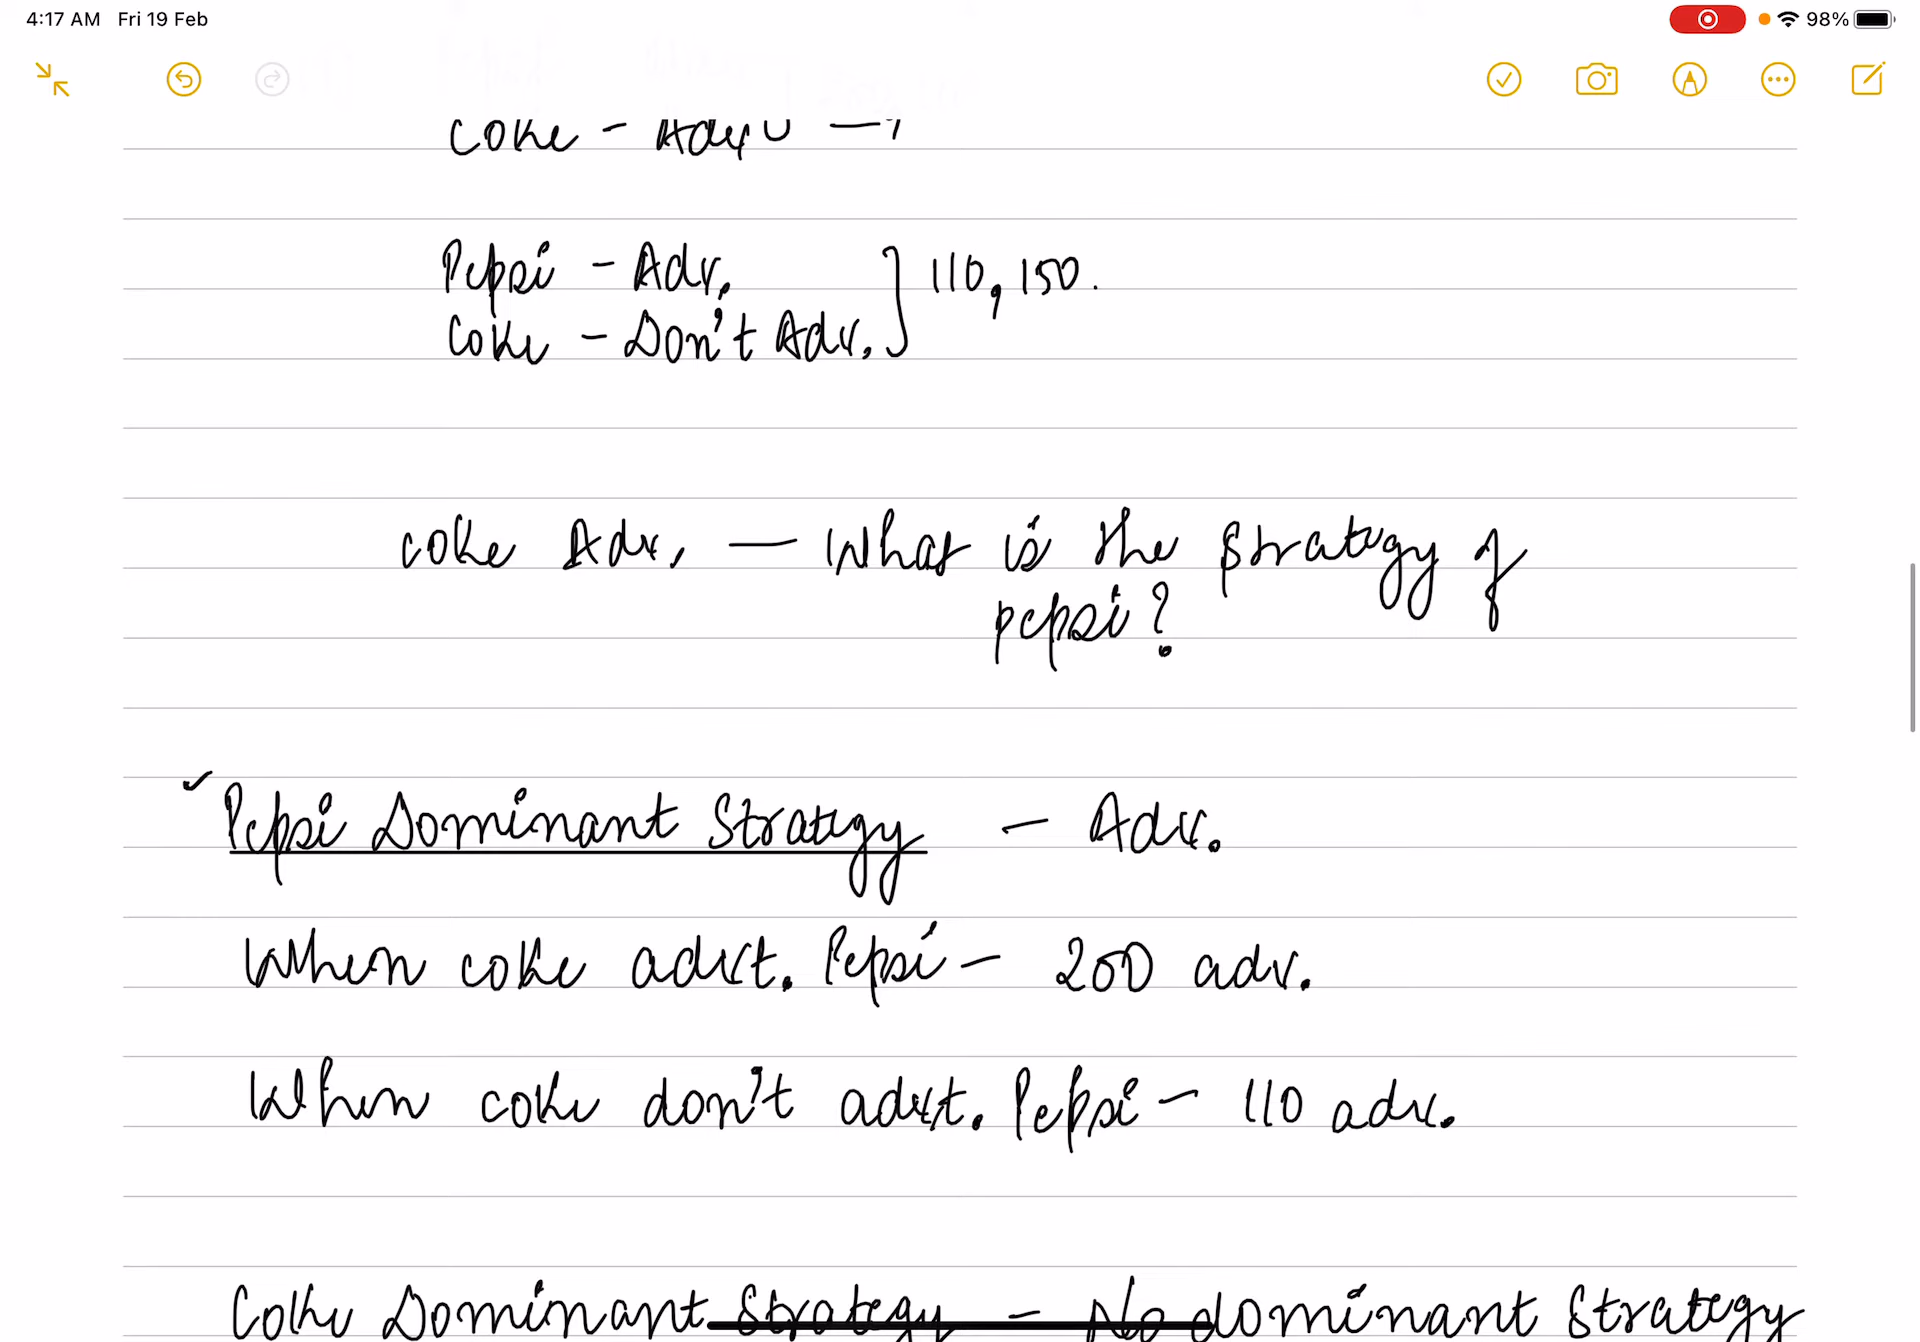 4:17 AM Fri 19 Feb 98%
Coke -
Pepsi - Adv. } 110, 150.
Coke - Don't Adv.
Coke Adv. — What is the strategy of
pepsi?
Pepsi Dominant Strategy - Adv.
When coke advt. Pepsi - 200 adv.
When coke don't advt. Pepsi - 110 adv.
Coke Dominant Strategy - No dominant strategy